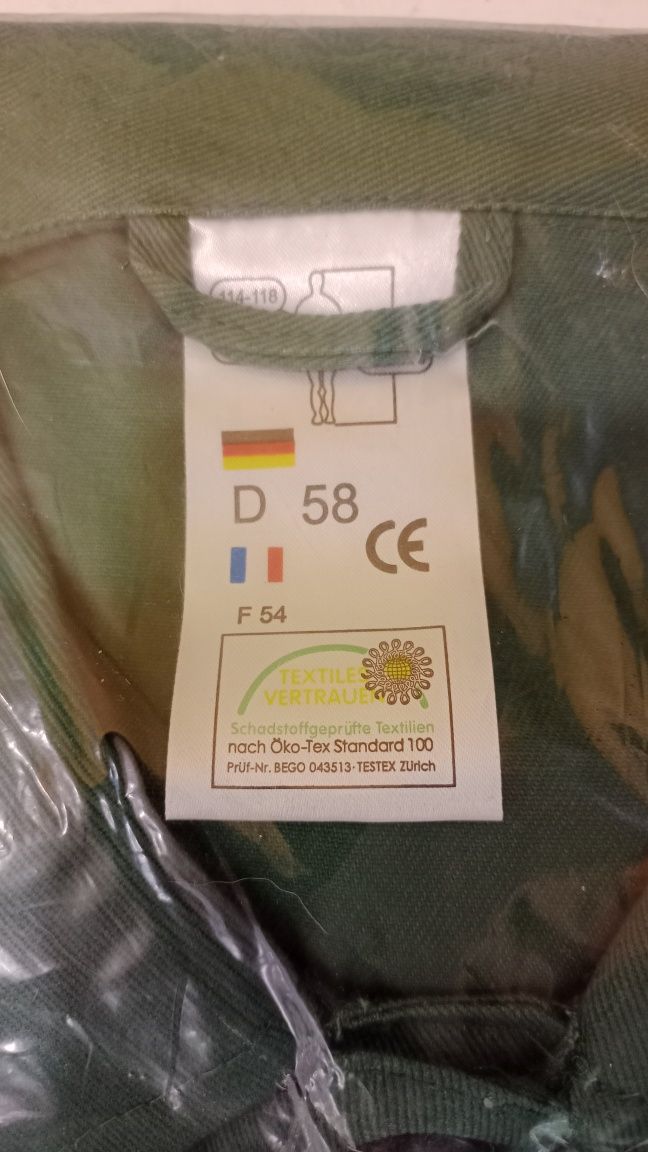 114-118
D 58
CE
F 54
TEXTILES
VERTRAUEN
Schadstoffgeprüfte Textilien
nach Öko-Tex Standard 100
Prüf-Nr. BEGO 043513·TESTEX Zürich